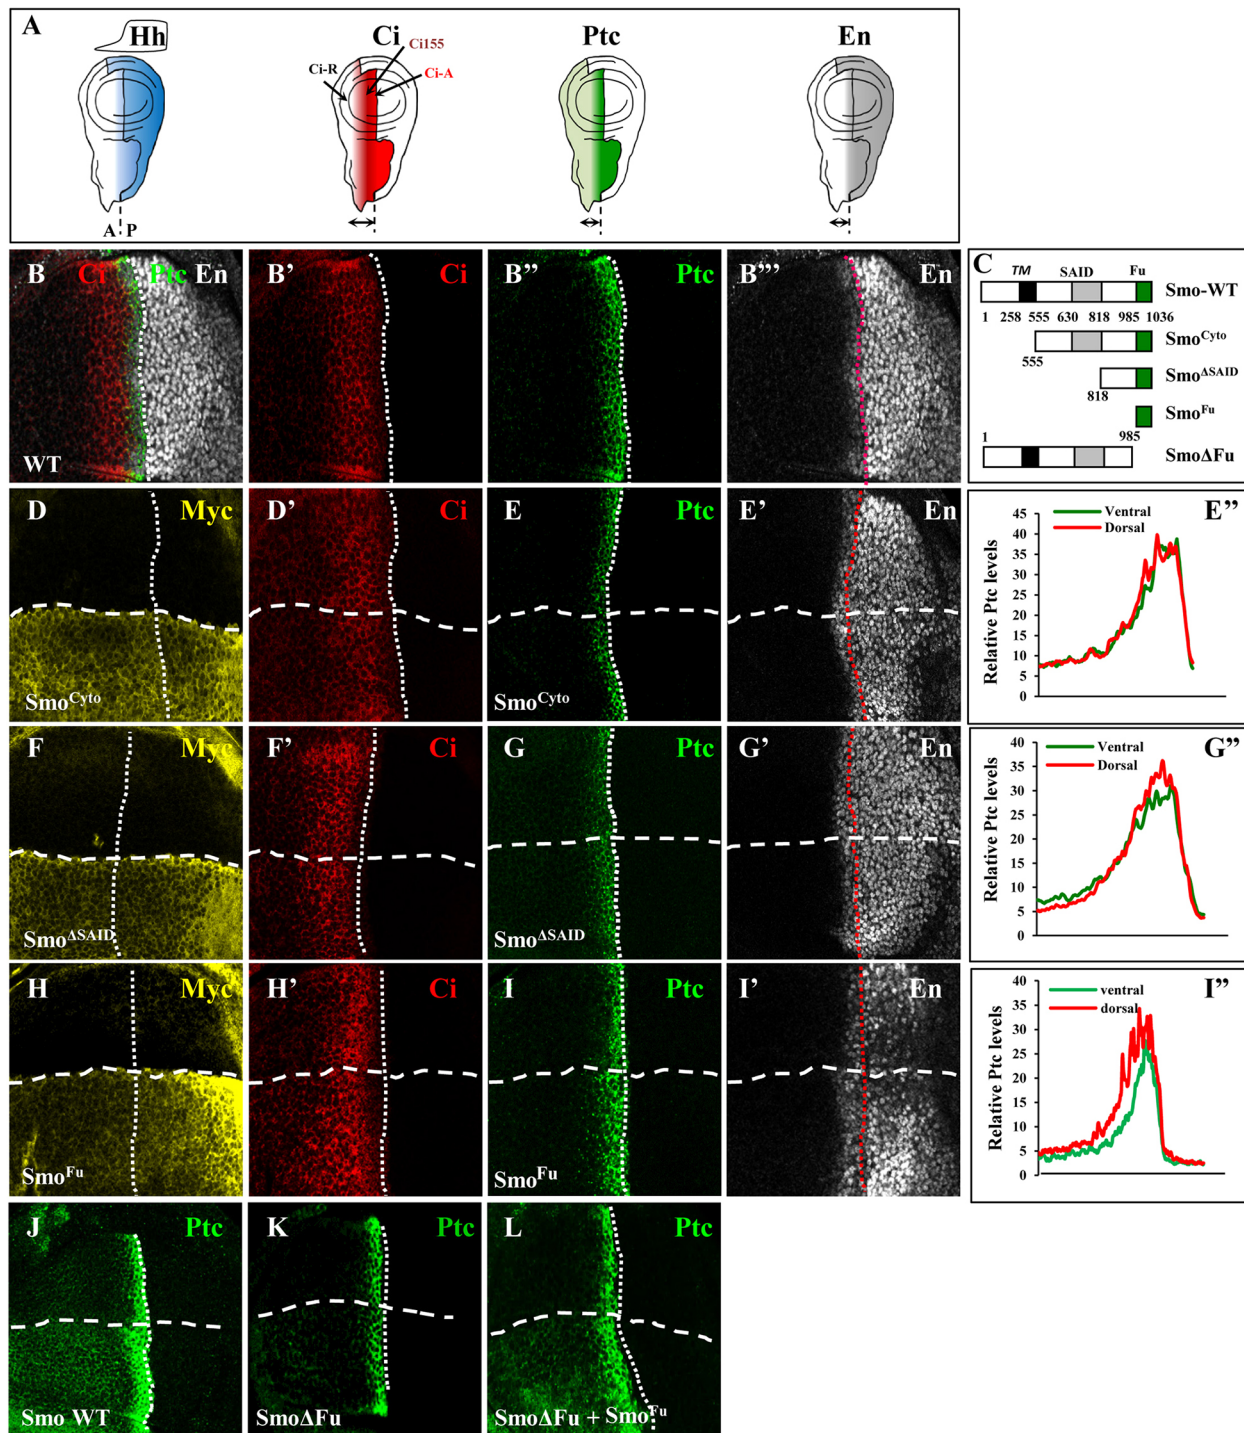 A
Hh
Ci
Ptc
En
Ci155
Ci-R
Ci-A
A P
B Ci Ptc En
WT
B’ Ci
B’’ Ptc
B’’’ En
C
TM SAID Fu
Smo-WT
1 258 555 630 818 985 1036
SmoCyto
555
SmoΔSAID
818
SmoFu
1 985
SmoΔFu
D Myc
SmoCyto
D’ Ci
E Ptc
SmoCyto
E’ En
E’’
Ventral
Dorsal
Relative Ptc levels
45
40
35
30
25
20
15
10
5
0
F Myc
SmoΔSAID
F’ Ci
G Ptc
SmoΔSAID
G’ En
G’’
Ventral
Dorsal
Relative Ptc levels
40
35
30
25
20
15
10
5
0
H Myc
SmoFu
H’ Ci
I Ptc
SmoFu
I’ En
I’’
ventral
dorsal
Relative Ptc levels
40
35
30
25
20
15
10
5
0
J Ptc
Smo WT
K Ptc
SmoΔFu
L Ptc
SmoΔFu + SmoFu